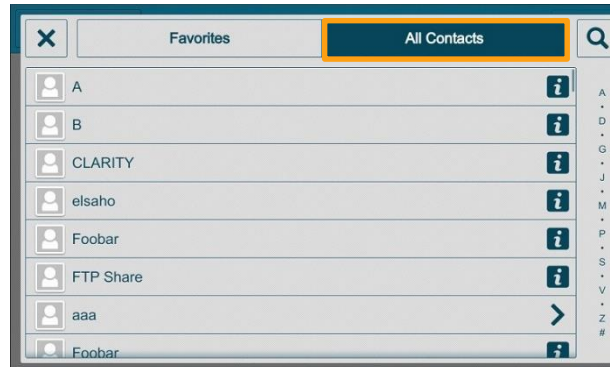 Favorites
All Contacts
A
B
CLARITY
elsaho
Foobar
FTP Share
aaa
Foobar
A
•
D
•
G
•
J
•
M
•
P
•
S
•
V
•
Z
#